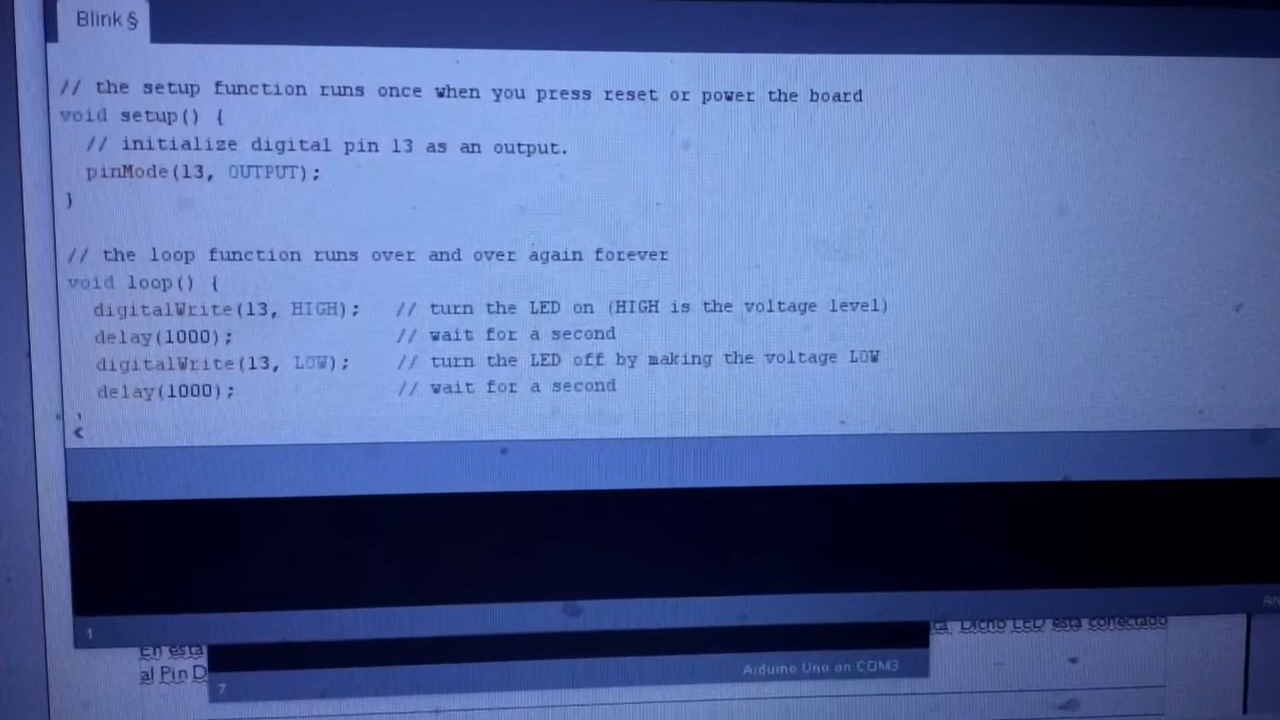 Blink §
// the setup function runs once when you press reset or power the board
void setup() {
  // initialize digital pin 13 as an output.
  pinMode(13, OUTPUT);
}
// the loop function runs over and over again forever
void loop() {
  digitalWrite(13, HIGH);   // turn the LED on (HIGH is the voltage level)
  delay(1000);              // wait for a second
  digitalWrite(13, LOW);    // turn the LED off by making the voltage LOW
  delay(1000);              // wait for a second
1
En esta
Dicho LED está conectado
al Pin D
Arduino Uno on COM3
7